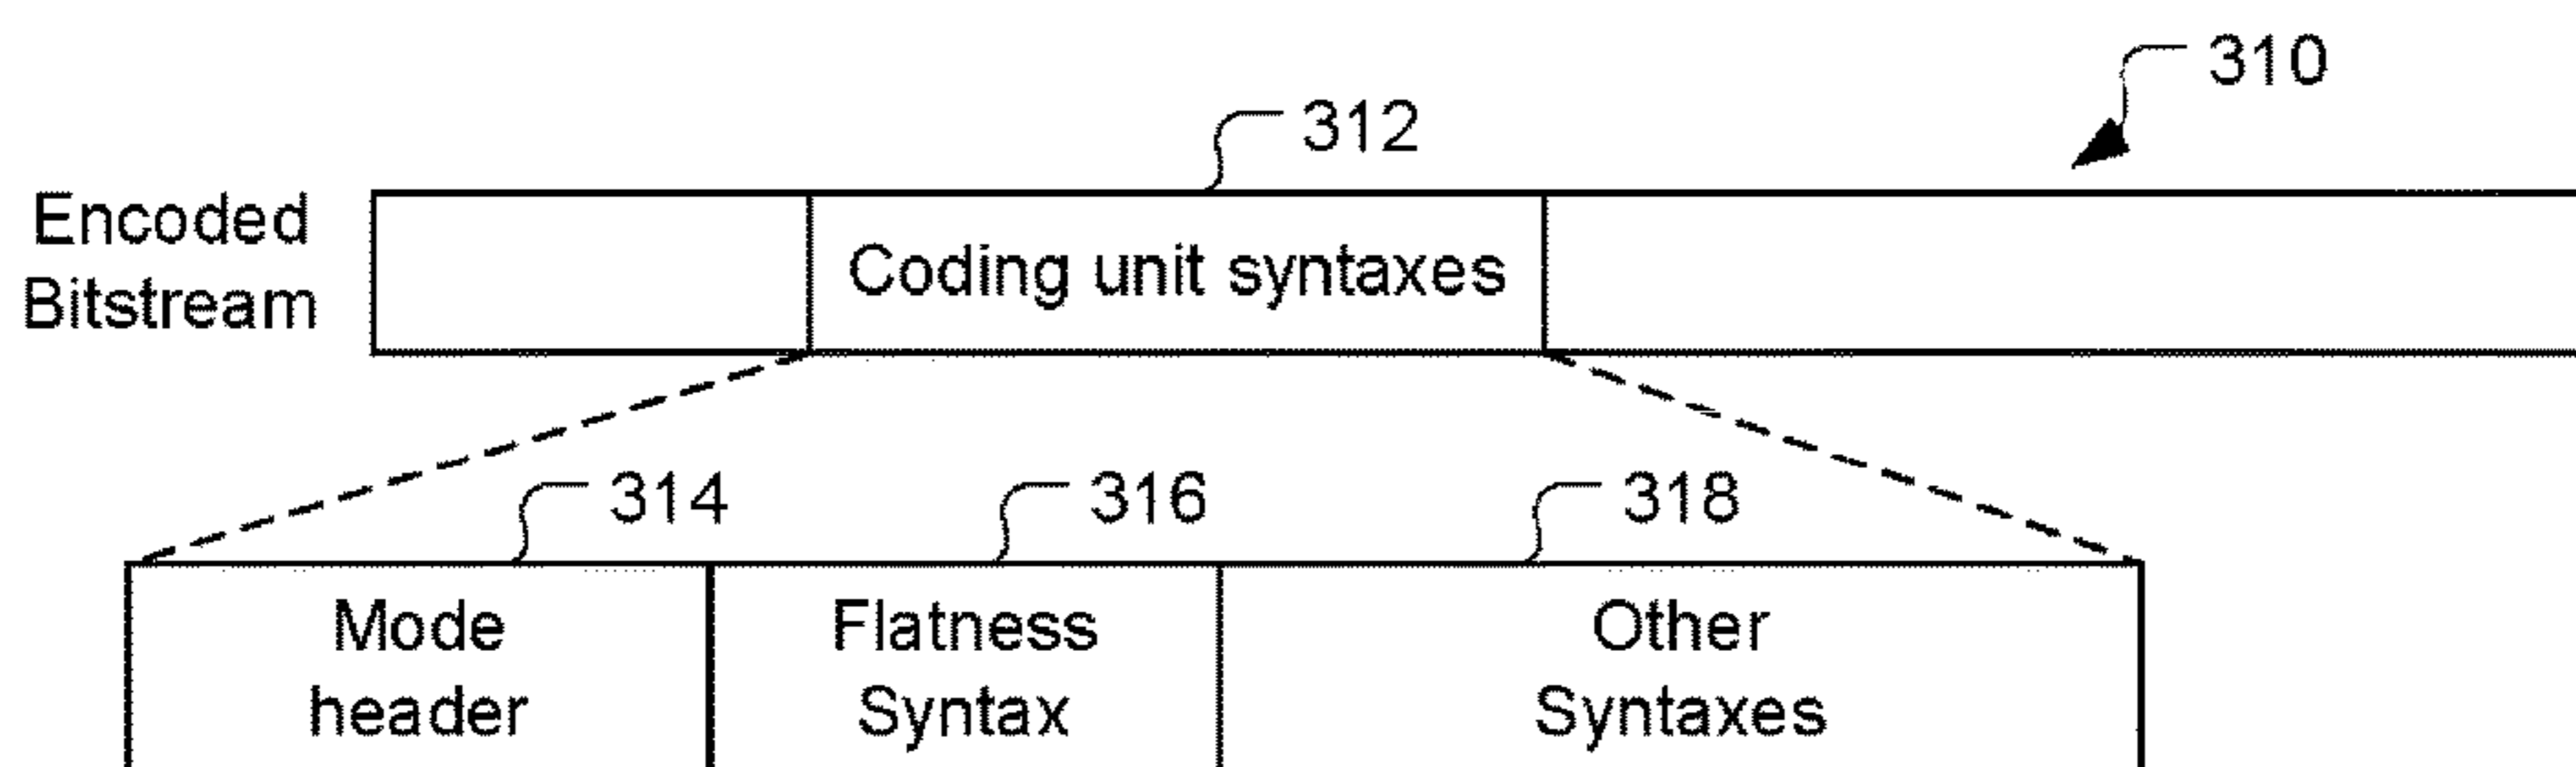 310
312
Encoded
Bitstream
Coding unit syntaxes
314
316
318
Mode
header
Flatness
Syntax
Other
Syntaxes